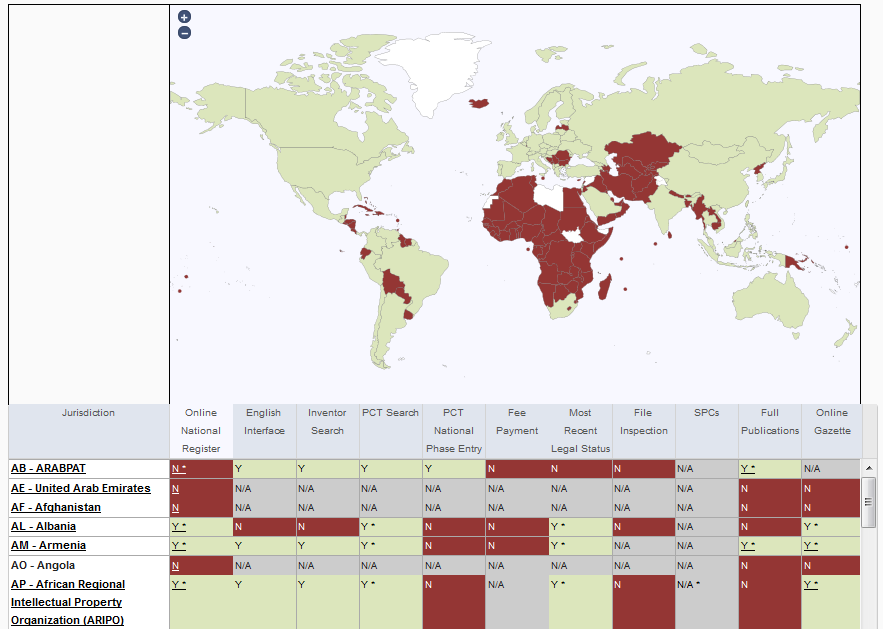 +
−
Jurisdiction Online National Register English Interface Inventor Search PCT Search PCT National Phase Entry Fee Payment Most Recent Legal Status File Inspection SPCs Full Publications Online Gazette
AB - ARABPAT N * Y Y Y Y N N N N/A Y * N/A
AE - United Arab Emirates N N/A N/A N/A N/A N/A N/A N/A N/A N N
AF - Afghanistan N N/A N/A N/A N/A N/A N/A N/A N/A N N
AL - Albania Y * N N Y * N N Y * N N/A N Y *
AM - Armenia Y * Y Y Y * N N Y * N/A N/A Y * Y *
AO - Angola N N/A N/A N/A N/A N/A N/A N/A N/A N N
AP - African Regional Y * Y Y Y * N N/A Y * N N/A * N Y *
Intellectual Property
Organization (ARIPO)